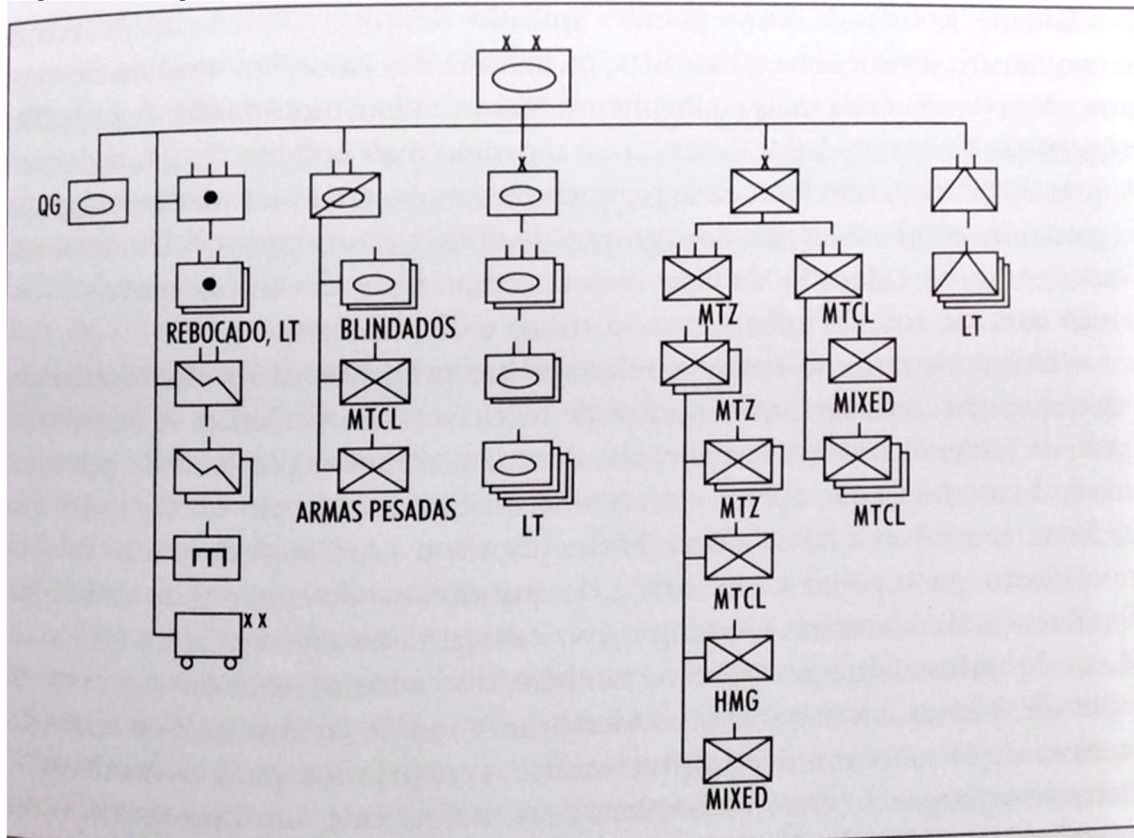 X X
X
X
QG
REBOCADO, LT
BLINDADOS
MTZ
MTCL
LT
MTCL
MTZ
MIXED
ARMAS PESADAS
LT
MTZ
MTCL
X X
MTCL
HMG
MIXED